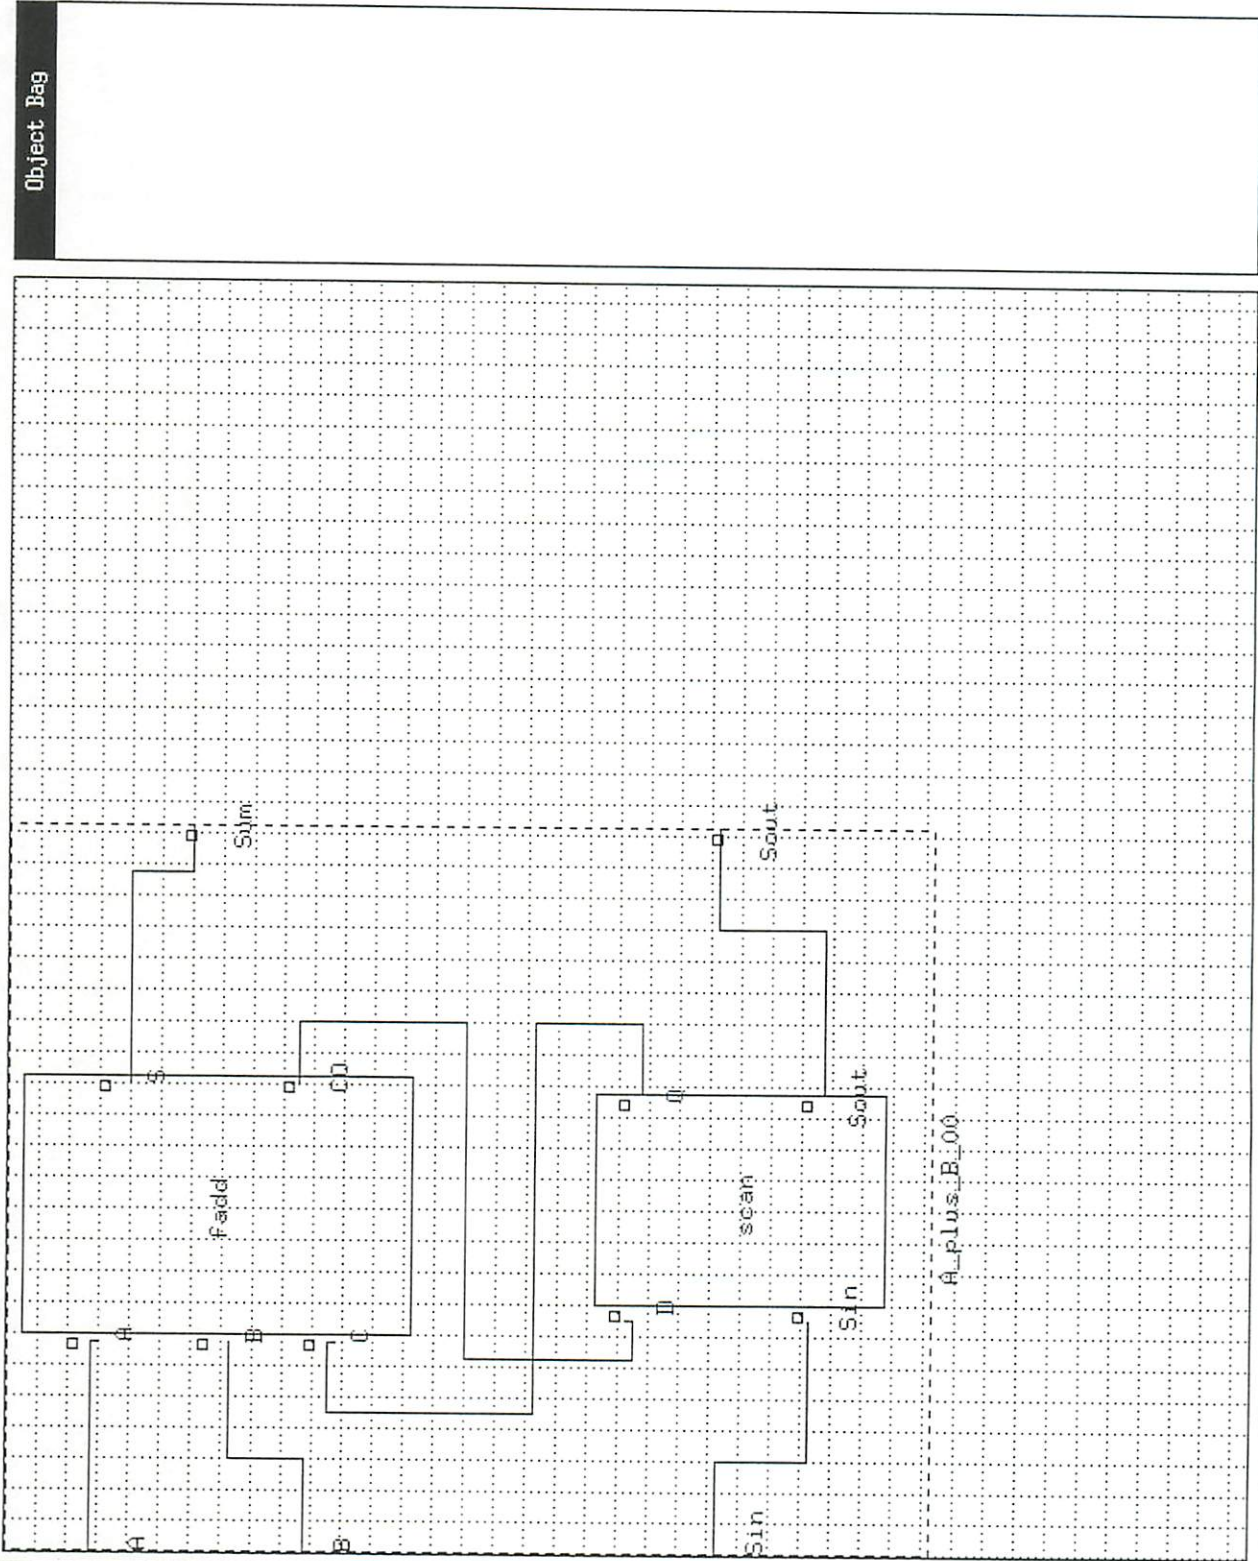 Object Bag
A
A
S
Sum
fadd
B
B
C
CO
D
Q
scan
Sin
Sin
Sout
Sout
A_plus_B_00